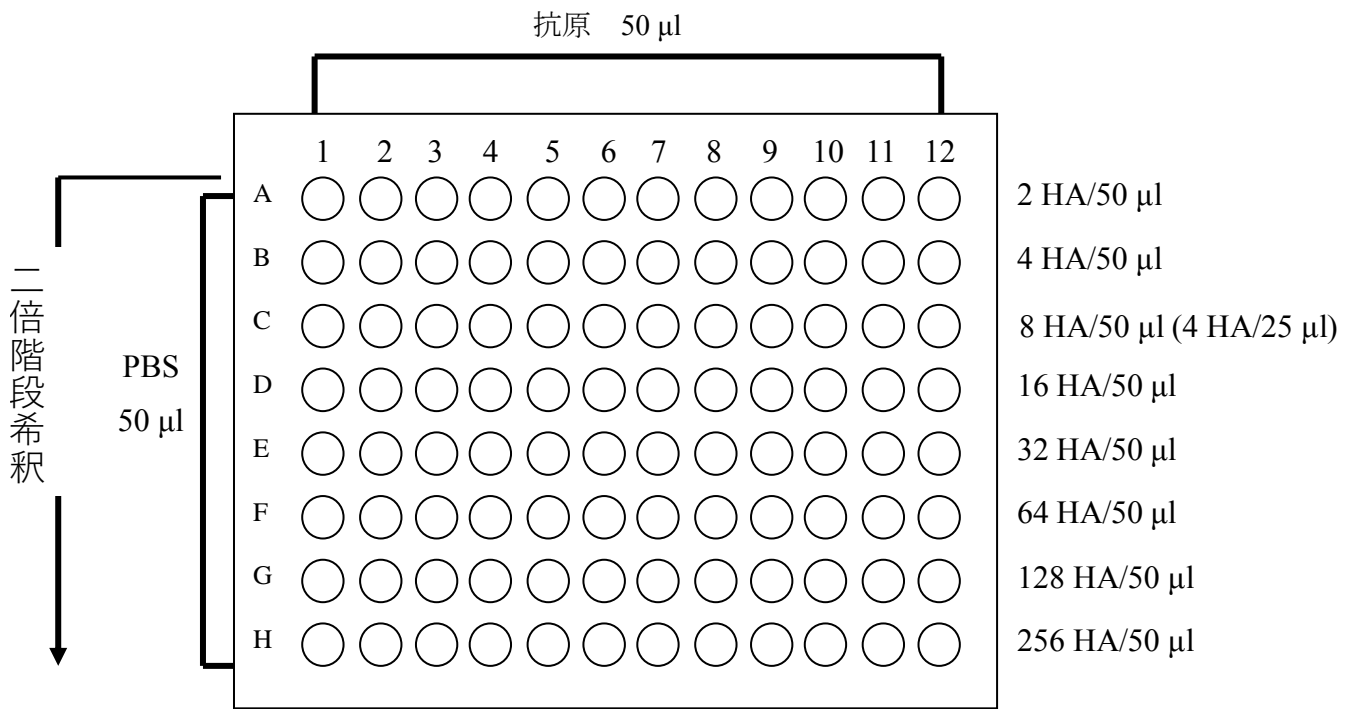 抗原 50 µl
1 2 3 4 5 6 7 8 9 10 11 12
A 2 HA/50 µl
B 4 HA/50 µl
C 8 HA/50 µl (4 HA/25 µl)
D 16 HA/50 µl
E 32 HA/50 µl
F 64 HA/50 µl
G 128 HA/50 µl
H 256 HA/50 µl
PBS
50 µl
二倍階段希釈